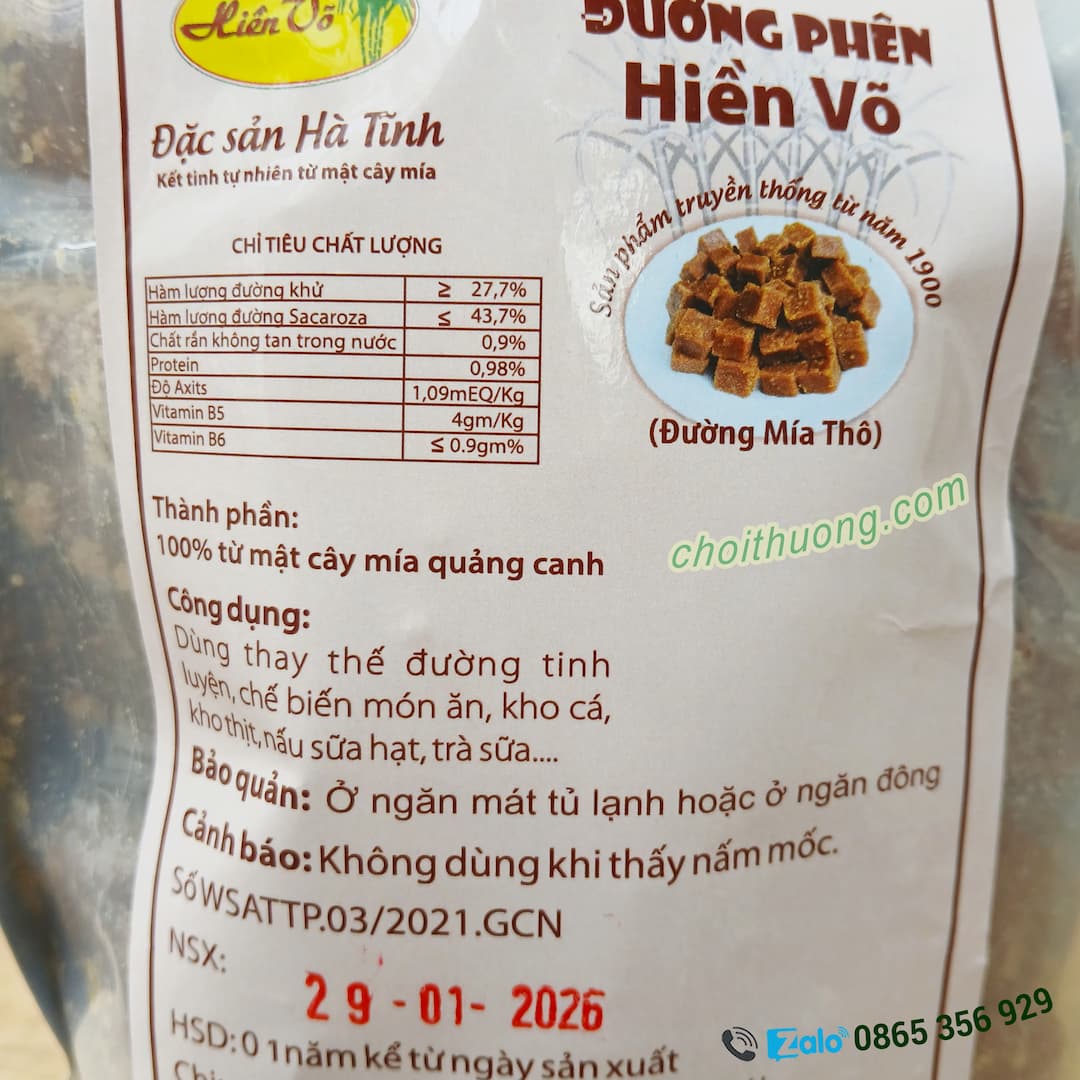 Hiền Võ
Đặc sản Hà Tĩnh
Kết tinh tự nhiên từ mật cây mía
ĐƯỜNG PHÊN
Hiền Võ
Sản phẩm truyền thống từ năm 1900
(Đường Mía Thô)
CHỈ TIÊU CHẤT LƯỢNG
Hàm lượng đường khử ≥ 27,7%
Hàm lượng đường Sacaroza ≤ 43,7%
Chất rắn không tan trong nước 0,9%
Protein 0,98%
Độ Axits 1,09mEQ/Kg
Vitamin B5 4gm/Kg
Vitamin B6 ≤ 0.9gm%
choithuong.com
Thành phần:
100% từ mật cây mía quảng canh
Công dụng:
Dùng thay thế đường tinh
luyện, chế biến món ăn, kho cá,
kho thịt, nấu sữa hạt, trà sữa....
Bảo quản: Ở ngăn mát tủ lạnh hoặc ở ngăn đông
Cảnh báo: Không dùng khi thấy nấm mốc.
Số WSATTP.03/2021.GCN
NSX:
29-01-2026
HSD: 01năm kể từ ngày sản xuất
Zalo 0865 356 929